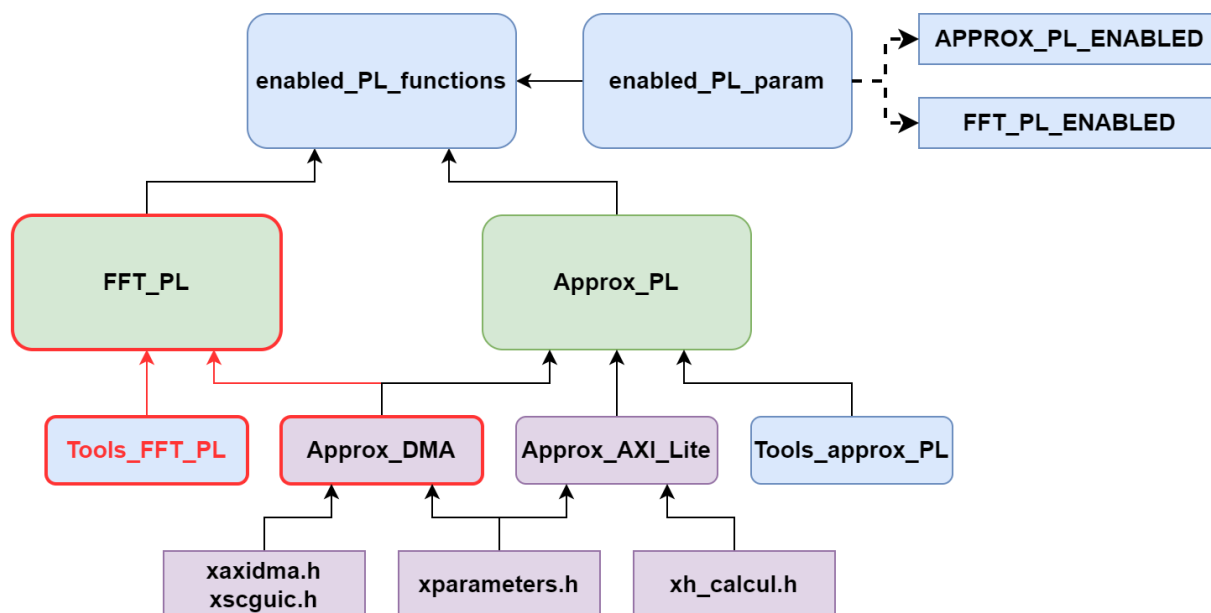 enabled_PL_functions
enabled_PL_param
APPROX_PL_ENABLED
FFT_PL_ENABLED
FFT_PL
Approx_PL
Tools_FFT_PL
Approx_DMA
Approx_AXI_Lite
Tools_approx_PL
xaxidma.h
xscguic.h
xparameters.h
xh_calcul.h